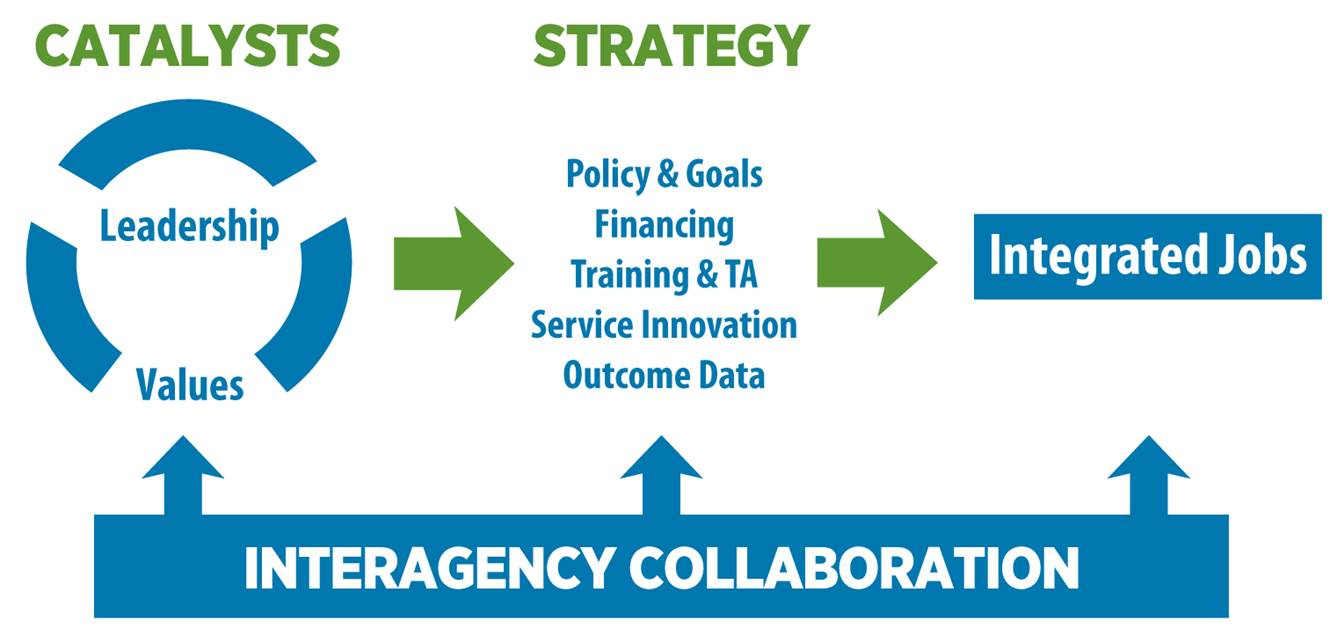 CATALYSTS
STRATEGY
Leadership
Values
Policy & Goals
Financing
Training & TA
Service Innovation
Outcome Data
Integrated Jobs
INTERAGENCY COLLABORATION